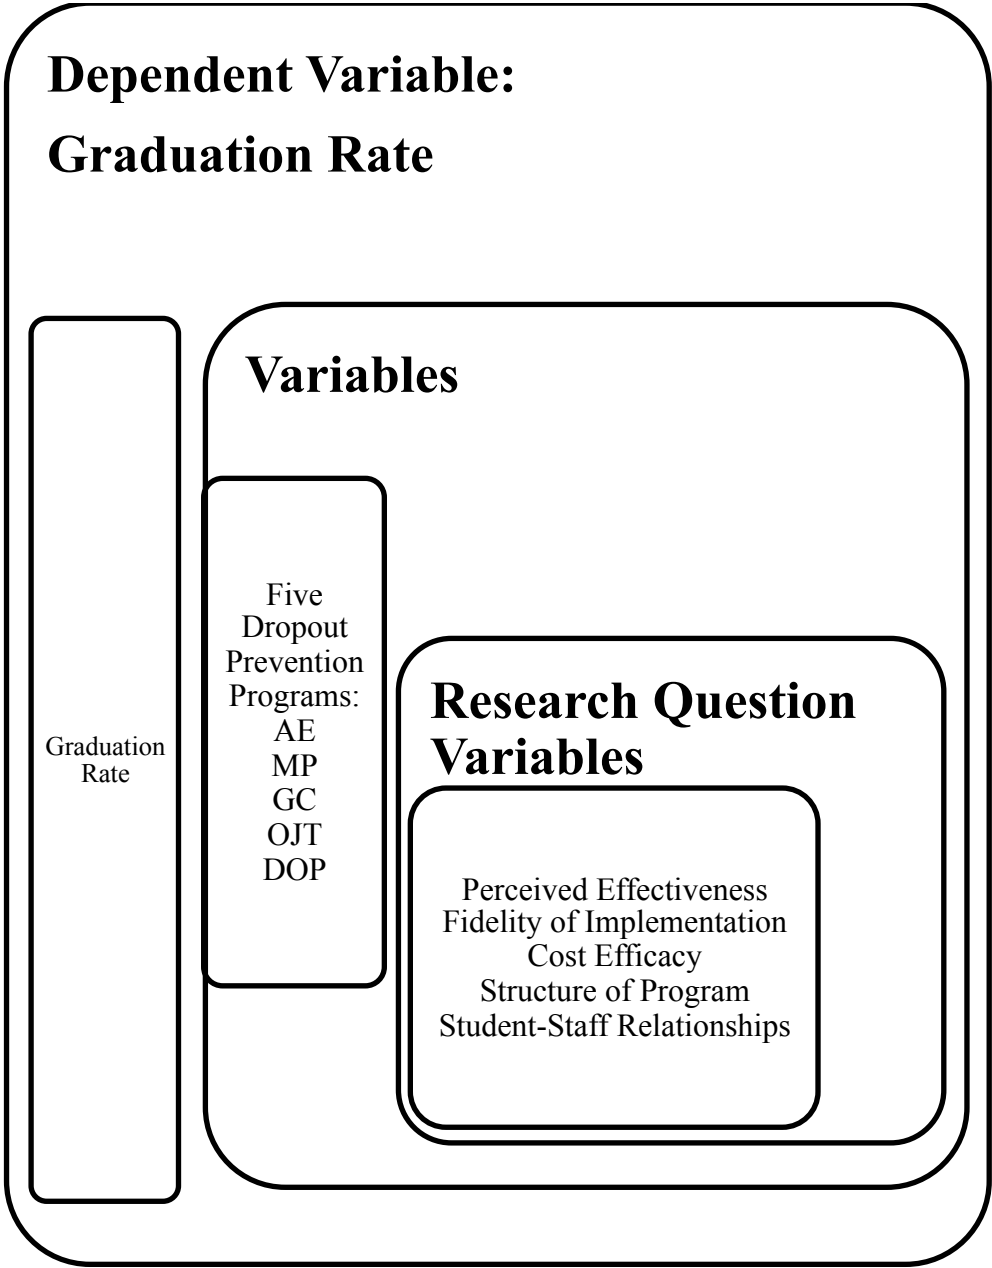 Dependent Variable:
Graduation Rate
Variables
Graduation
Rate
Five
Dropout
Prevention
Programs:
AE
MP
GC
OJT
DOP
Research Question
Variables
Perceived Effectiveness
Fidelity of Implementation
Cost Efficacy
Structure of Program
Student-Staff Relationships